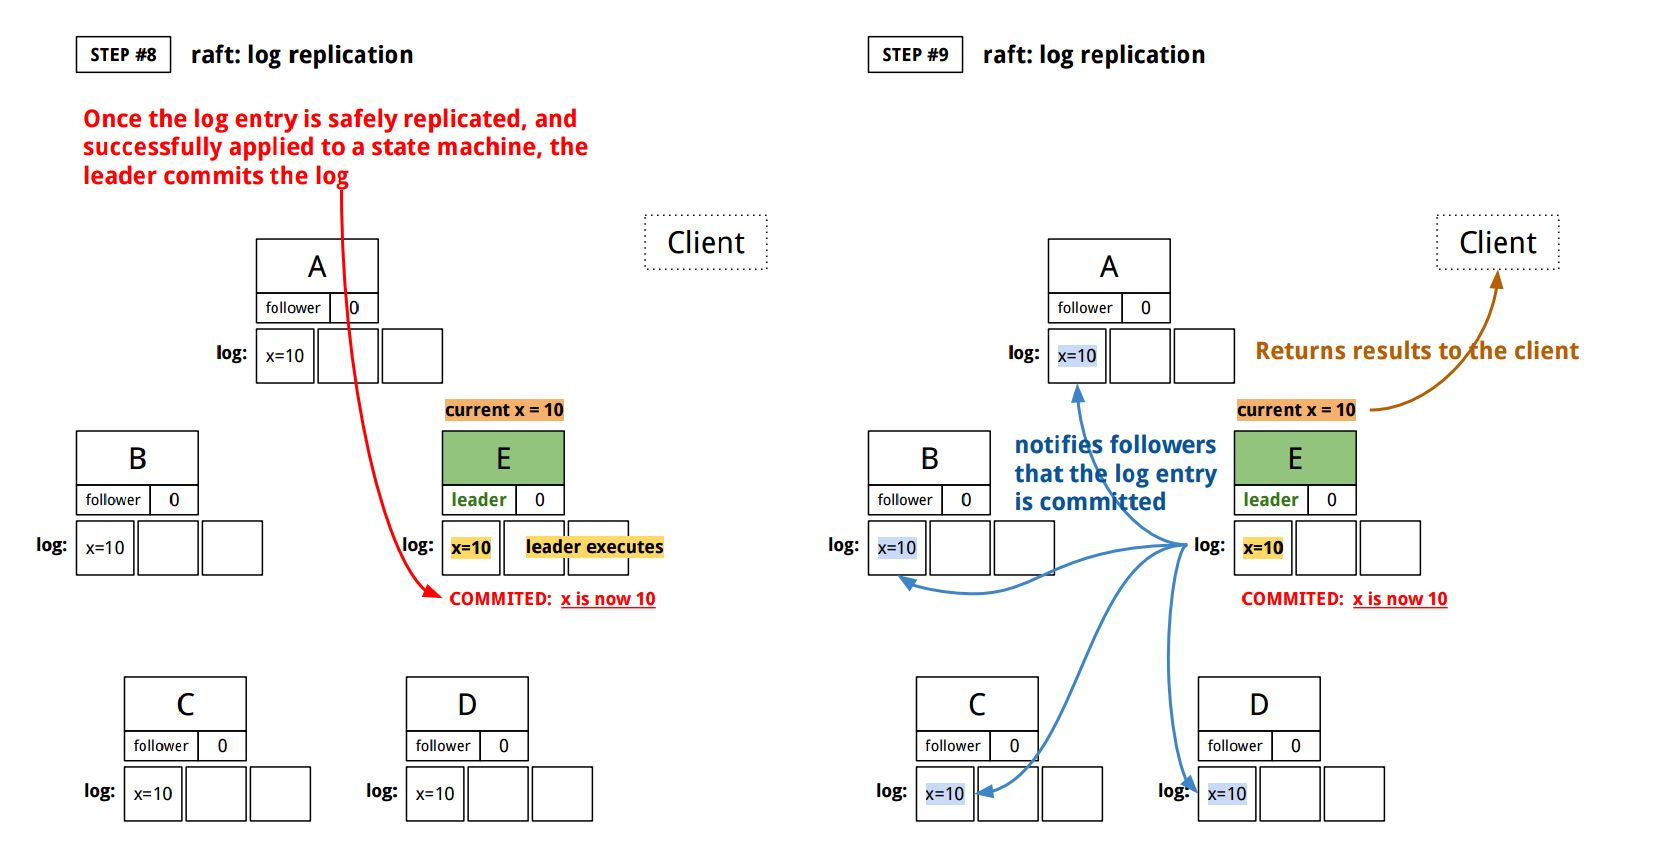 STEP #8
raft: log replication
Once the log entry is safely replicated, and
successfully applied to a state machine, the
leader commits the log
Client
A
follower
0
log:
x=10
current x = 10
B
follower
0
log:
x=10
E
leader
0
log:
x=10
leader executes
COMMITED: x is now 10
C
follower
0
log:
x=10
D
follower
0
log:
x=10
STEP #9
raft: log replication
Client
A
follower
0
log:
x=10
Returns results to the client
current x = 10
notifies followers
that the log entry
is committed
B
follower
0
log:
x=10
E
leader
0
log:
x=10
COMMITED: x is now 10
C
follower
0
log:
x=10
D
follower
0
log:
x=10